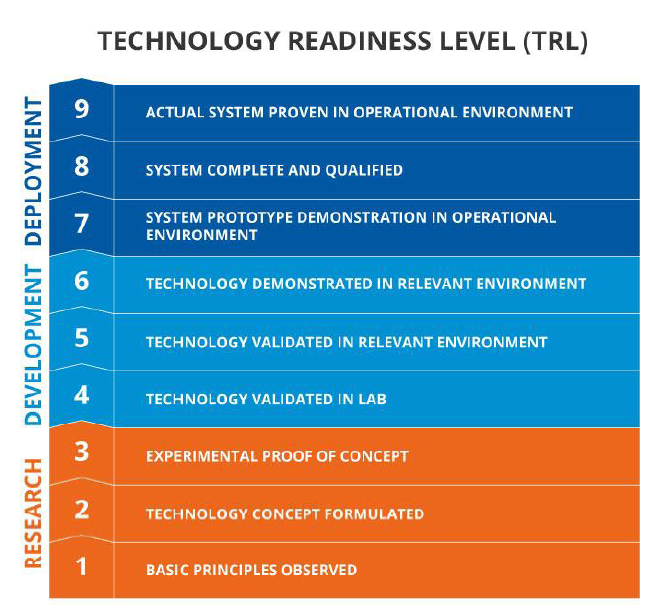 TECHNOLOGY READINESS LEVEL (TRL)
DEPLOYMENT
9 ACTUAL SYSTEM PROVEN IN OPERATIONAL ENVIRONMENT
8 SYSTEM COMPLETE AND QUALIFIED
7 SYSTEM PROTOTYPE DEMONSTRATION IN OPERATIONAL
ENVIRONMENT
DEVELOPMENT
6 TECHNOLOGY DEMONSTRATED IN RELEVANT ENVIRONMENT
5 TECHNOLOGY VALIDATED IN RELEVANT ENVIRONMENT
4 TECHNOLOGY VALIDATED IN LAB
RESEARCH
3 EXPERIMENTAL PROOF OF CONCEPT
2 TECHNOLOGY CONCEPT FORMULATED
1 BASIC PRINCIPLES OBSERVED